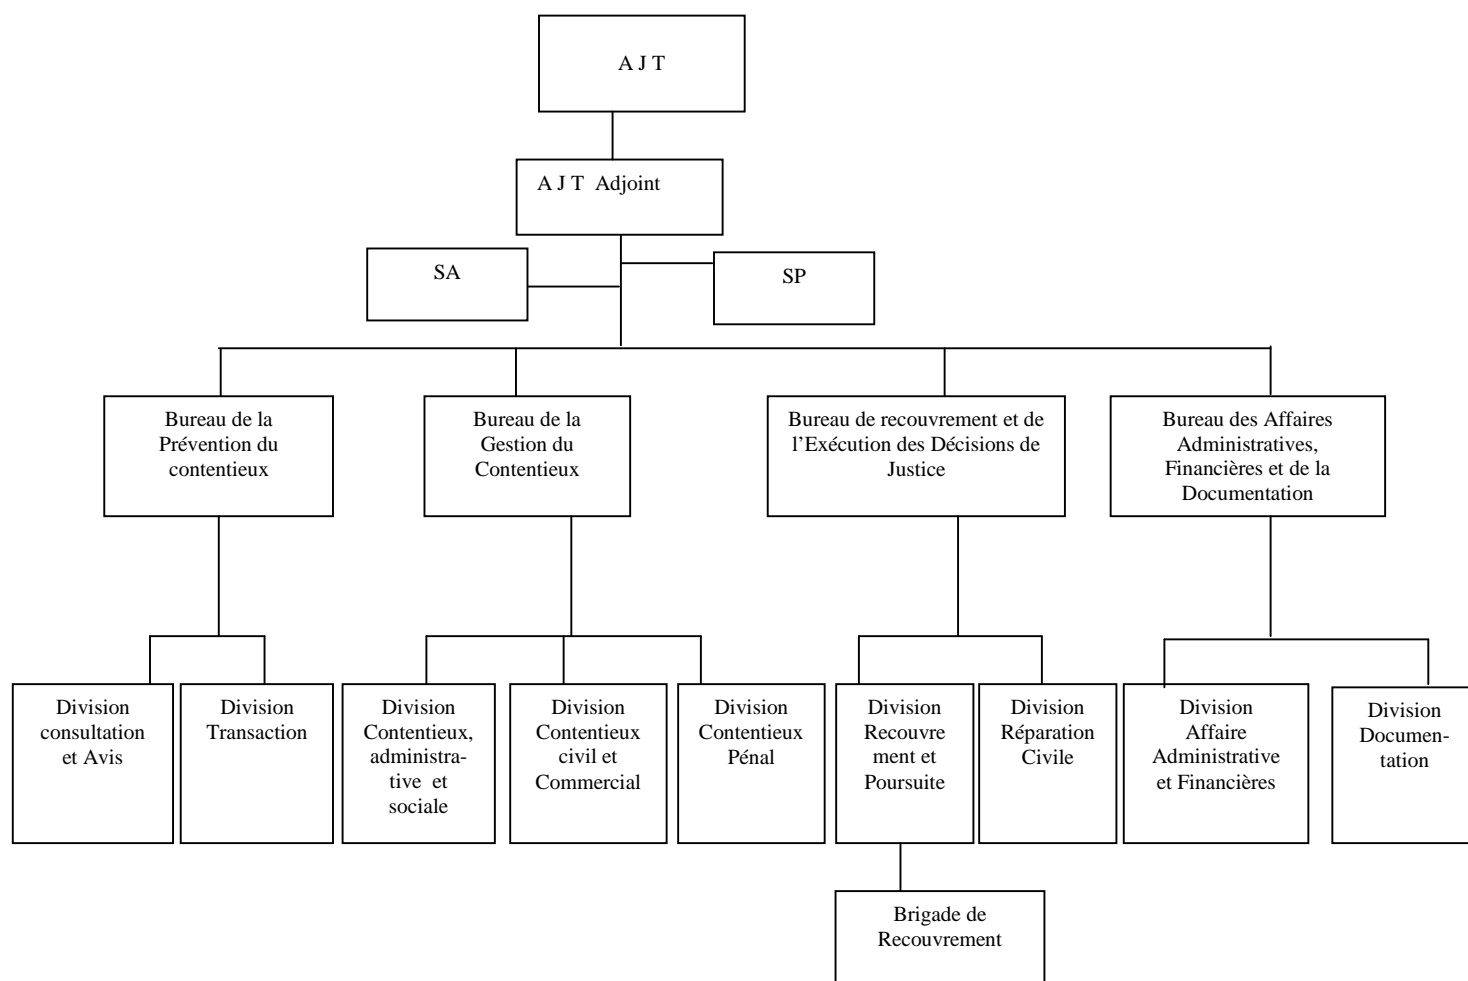 A J T
A J T Adjoint
SA
SP
Bureau de la
Prévention du
contentieux
Bureau de la
Gestion du
Contentieux
Bureau de recouvrement et de
l’Exécution des Décisions de
Justice
Bureau des Affaires
Administratives,
Financières et de la
Documentation
Division
consultation
et Avis
Division
Transaction
Division
Contentieux,
administra-
tive et
sociale
Division
Contentieux
civil et
Commercial
Division
Contentieux
Pénal
Division
Recouvre
ment et
Poursuite
Division
Réparation
Civile
Division
Affaire
Administrative
et Financières
Division
Documen-
tation
Brigade de
Recouvrement